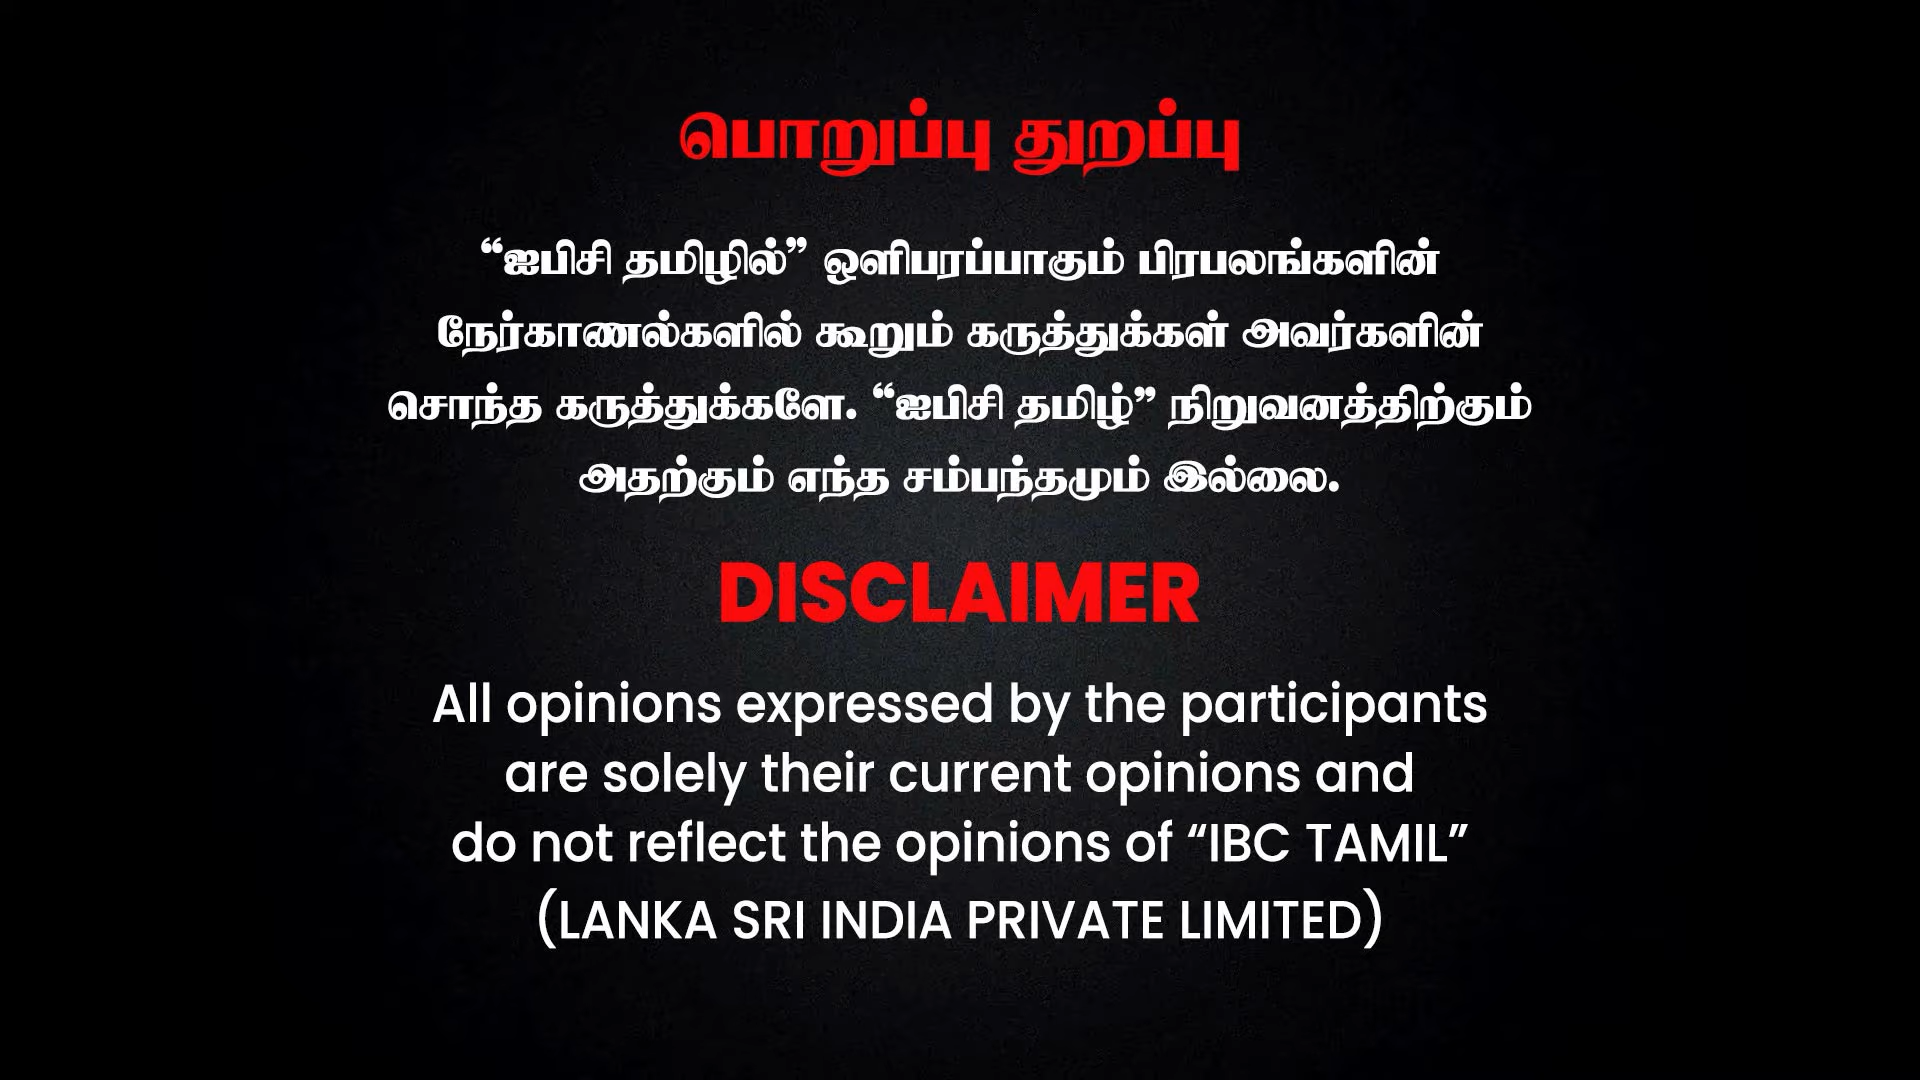 பொறுப்பு துறப்பு
“ஐபிசி தமிழில்” ஒளிபரப்பாகும் பிரபலங்களின்
நேர்காணல்களில் கூறும் கருத்துக்கள் அவர்களின்
சொந்த கருத்துக்களே. “ஐபிசி தமிழ்” நிறுவனத்திற்கும்
அதற்கும் எந்த சம்பந்தமும் இல்லை.
DISCLAIMER
All opinions expressed by the participants
are solely their current opinions and
do not reflect the opinions of “IBC TAMIL”
(LANKA SRI INDIA PRIVATE LIMITED)